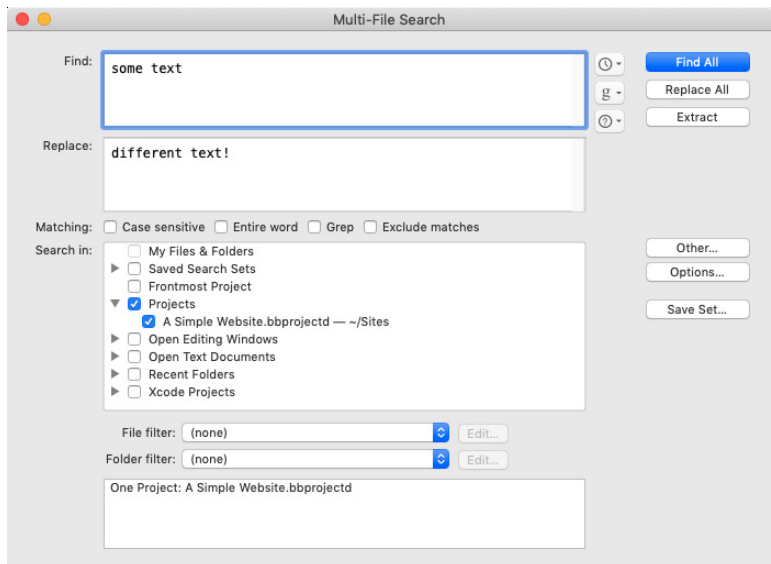 Multi-File Search
Find:
some text
Find All
g
Replace All
?
Extract
Replace:
different text!
Matching: Case sensitive Entire word Grep Exclude matches
Search in:
My Files & Folders
Other...
Saved Search Sets
Options...
Frontmost Project
Projects
Save Set...
A Simple Website.bbprojectd — ~/Sites
Open Editing Windows
Open Text Documents
Recent Folders
Xcode Projects
File filter: (none) Edit...
Folder filter: (none) Edit...
One Project: A Simple Website.bbprojectd